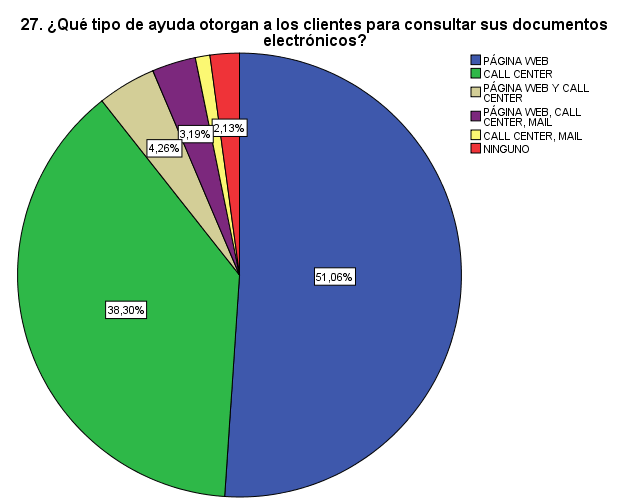 27. ¿Qué tipo de ayuda otorgan a los clientes para consultar sus documentos
electrónicos?
PÁGINA WEB
CALL CENTER
PÁGINA WEB Y CALL
CENTER
PÁGINA WEB, CALL
CENTER, MAIL
CALL CENTER, MAIL
NINGUNO
2,13%
3,19%
4,26%
51,06%
38,30%